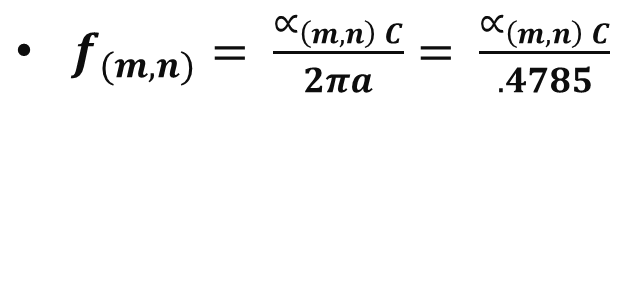 • f(m,n) = ∝(m,n) C / 2πa = ∝(m,n) C / .4785